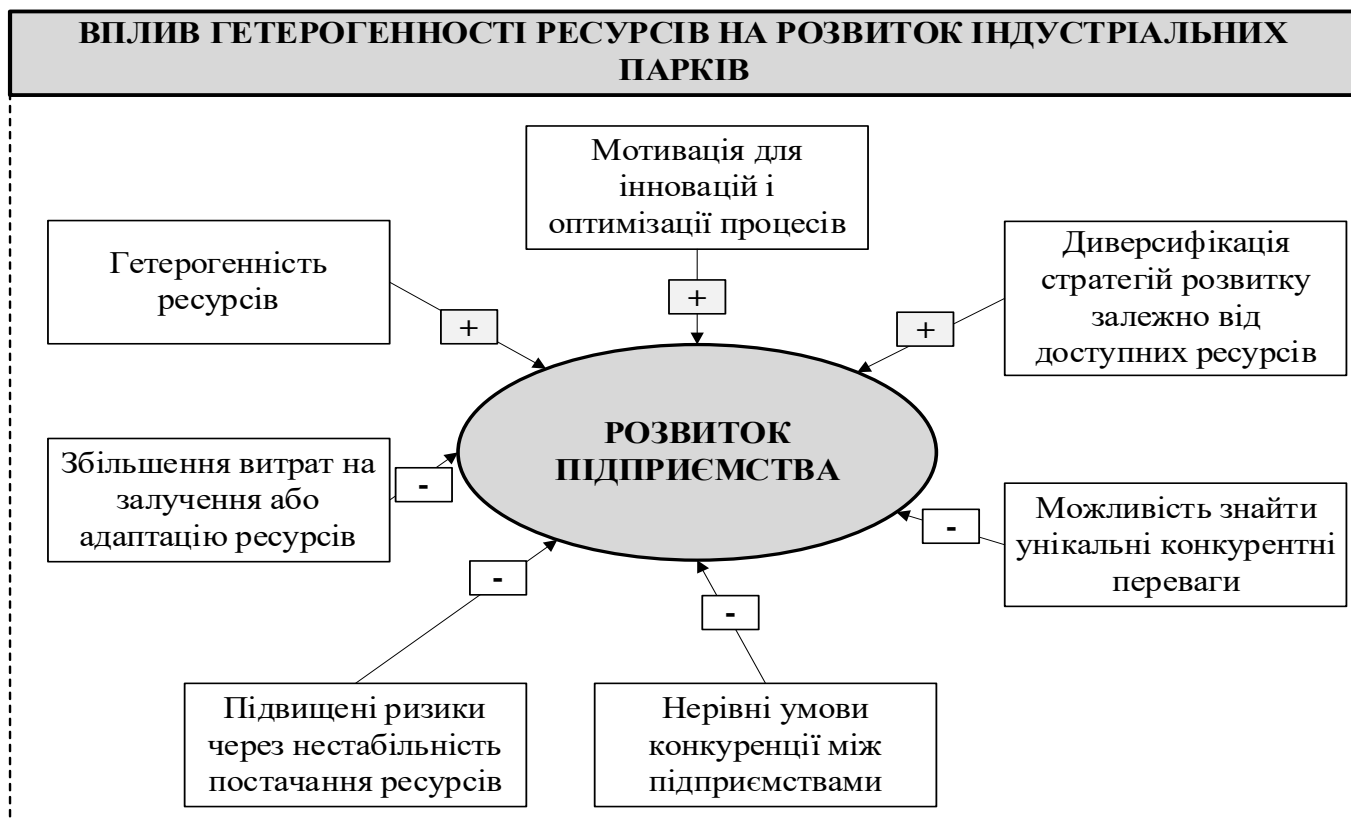 ВПЛИВ ГЕТЕРОГЕННОСТІ РЕСУРСІВ НА РОЗВИТОК ІНДУСТРІАЛЬНИХ
ПАРКІВ
Мотивація для
інновацій і
оптимізації процесів
Гетерогенність
ресурсів
Диверсифікація
стратегій розвитку
залежно від
доступних ресурсів
+
+
+
РОЗВИТОК
ПІДПРИЄМСТВА
Збільшення витрат на
залучення або
адаптацію ресурсів
-
Можливість знайти
унікальні конкурентні
переваги
-
-
-
Підвищені ризики
через нестабільність
постачання ресурсів
Нерівні умови
конкуренції між
підприємствами